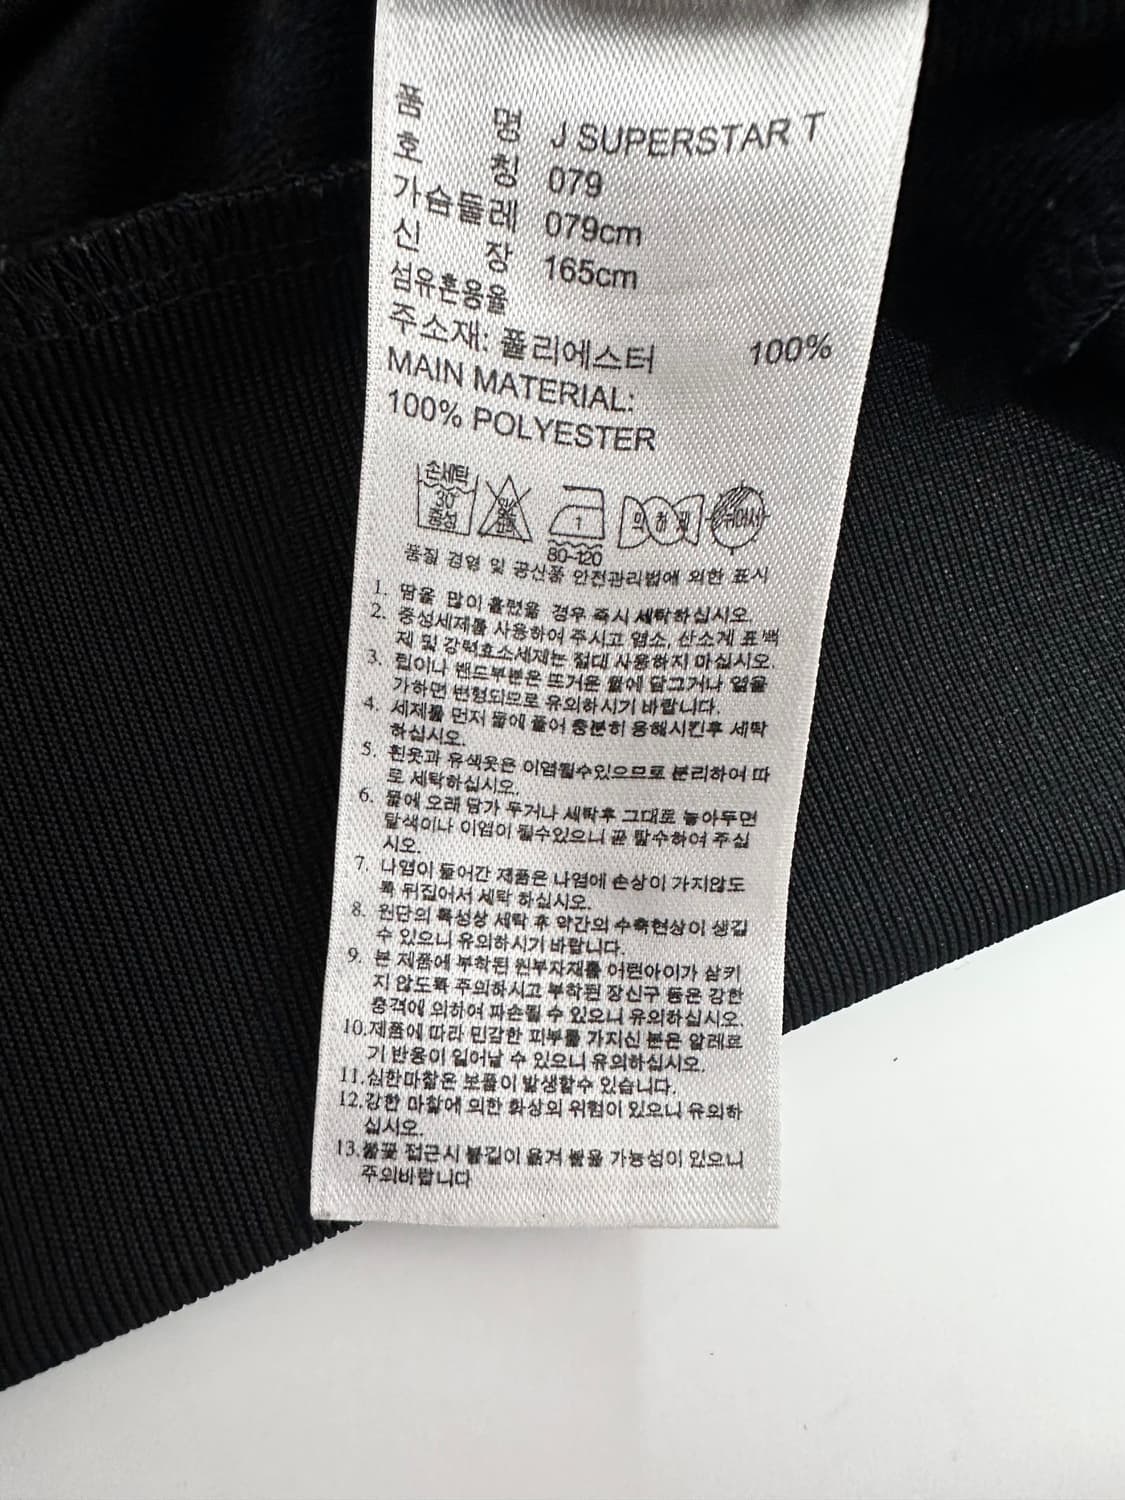 품 명 J SUPERSTAR T
호 칭 079
가슴둘레 079cm
신 장 165cm
섬유혼용율
주소재: 폴리에스터 100%
MAIN MATERIAL:
100% POLYESTER
손세탁
30
중성
1
80~120
의 하 게
뉘어서
품질 경영 및 공산품 안전관리법에 의한 표시
1. 땀을 많이 흘렸을 경우 즉시 세탁하십시오.
2. 중성세제를 사용하여 주시고 염소, 산소계 표백
제 및 강력효소세제는 절대 사용하지 마십시오.
3. 립이나 밴드부분은 뜨거운 물에 담그거나 열을
가하면 변형되므로 유의하시기 바랍니다.
4. 세제를 먼저 물에 풀어 충분히 용해시킨후 세탁
하십시오.
5. 흰옷과 유색옷은 이염될수있으므로 분리하여 따
로 세탁하십시오.
6. 물에 오래 담가 두거나 세탁후 그대로 놓아두면
탈색이나 이염이 될수있으니 곧 탈수하여 주십
시오.
7. 나염이 들어간 제품은 나염에 손상이 가지않도
록 뒤집어서 세탁 하십시오.
8. 원단의 특성상 세탁 후 약간의 수축현상이 생길
수 있으니 유의하시기 바랍니다.
9. 본 제품에 부착된 원부자재를 어린아이가 삼키
지 않도록 주의하시고 부착된 장신구 등은 강한
충격에 의하여 파손될 수 있으니 유의하십시오.
10.제품에 따라 민감한 피부를 가지신 분은 알레르
기 반응이 일어날 수 있으니 유의하십시오.
11.심한마찰은 보풀이 발생할수 있습니다.
12.강한 마찰에 의한 화상의 위험이 있으니 유의하
십시오.
13.불꽃 접근시 불길이 옮겨 붙을 가능성이 있으니
주의바랍니다